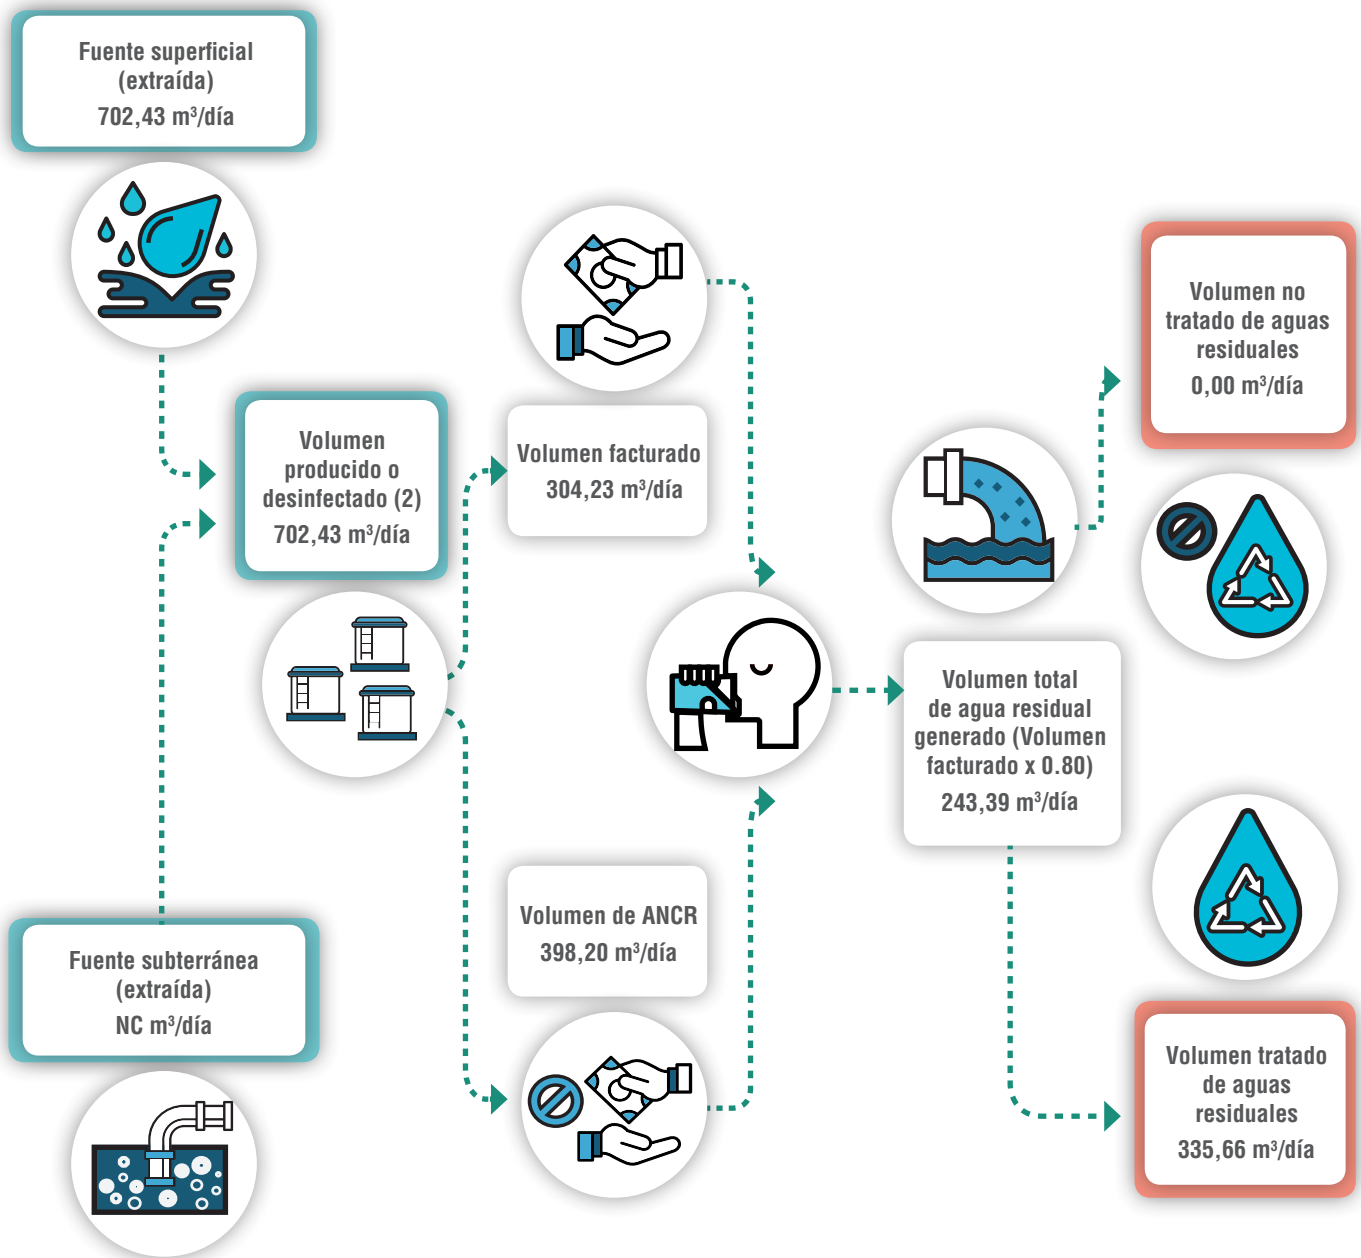 Fuente superficial
(extraída)
702,43 m³/día
Volumen
producido o
desinfectado (2)
702,43 m³/día
Fuente subterránea
(extraída)
NC m³/día
Volumen facturado
304,23 m³/día
Volumen de ANCR
398,20 m³/día
Volumen total
de agua residual
generado (Volumen
facturado x 0.80)
243,39 m³/día
Volumen no
tratado de aguas
residuales
0,00 m³/día
Volumen tratado
de aguas
residuales
335,66 m³/día